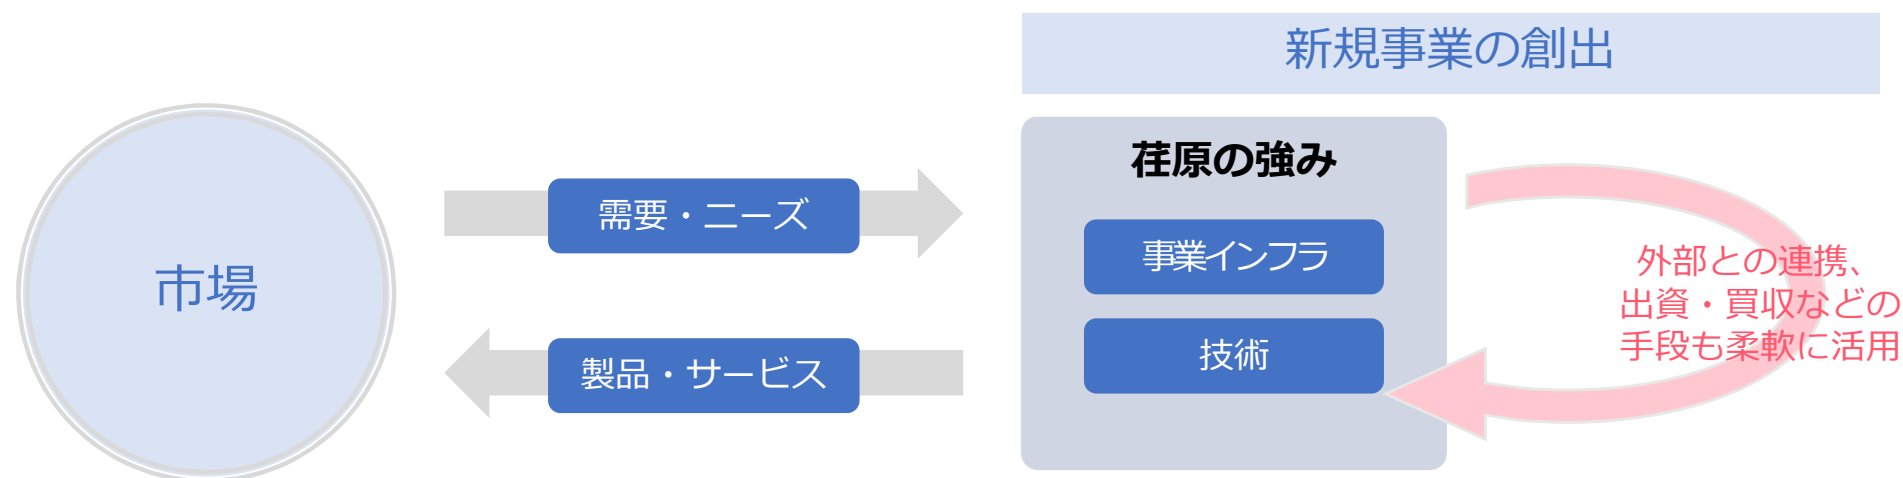 新規事業の創出
荏原の強み
需要・ニーズ
事業インフラ
市場
外部との連携、
出資・買収などの
手段も柔軟に活用
製品・サービス
技術